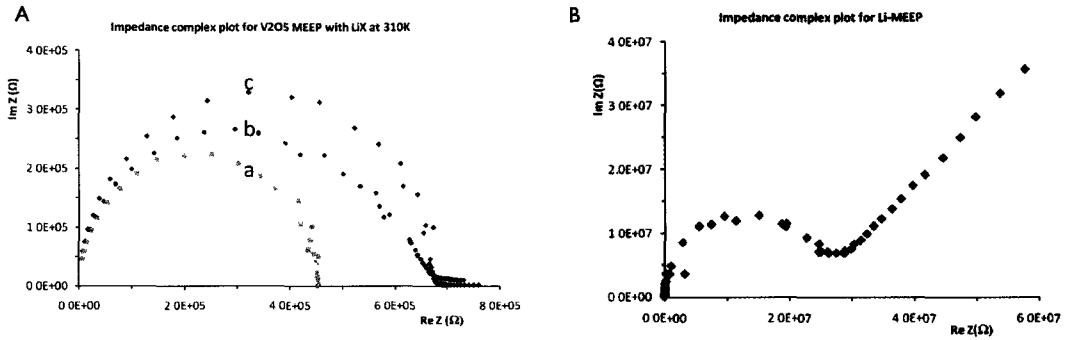 A
Impedance complex plot for V2O5 MEEP with LiX at 310K
4 0E+05
3 0E+05
2 0E+05
1 0E+05
0 0E+00
Im Z (Ω)
c
b
a
0 0E+00 2 0E+05 4 0E+05 6 0E+05 8 0E+05
Re Z (Ω)
B
Impedance complex plot for Li-MEEP
4 0E+07
3 0E+07
2 0E+07
1 0E+07
0 0E+00
Im Z (Ω)
0 0E+00 2 0E+07 4 0E+07 6 0E+07
Re Z(Ω)